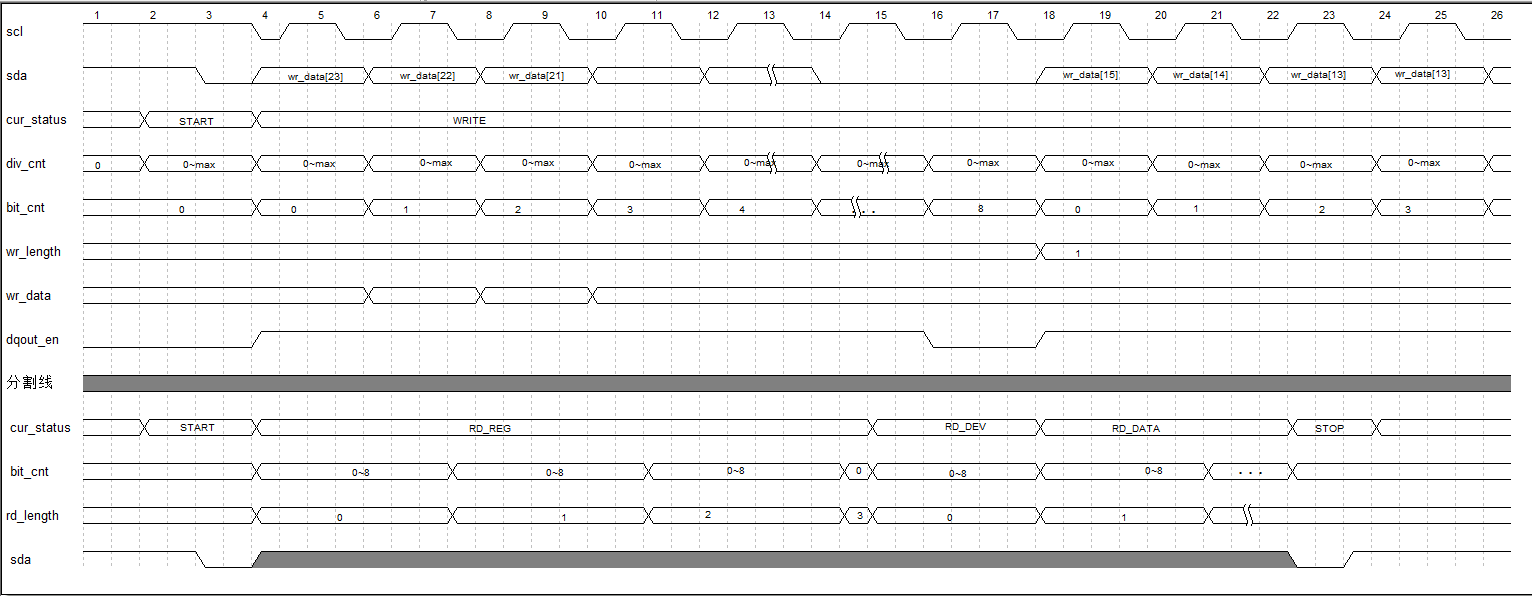 1 2 3 4 5 6 7 8 9 10 11 12 13 14 15 16 17 18 19 20 21 22 23 24 25 26
scl
sda wr_data[23] wr_data[22] wr_data[21] wr_data[15] wr_data[14] wr_data[13] wr_data[13]
cur_status START WRITE
div_cnt 0 0~max 0~max 0~max 0~max 0~max 0~max 0~max 0~max 0~max 0~max 0~max 0~max
bit_cnt 0 0 1 2 3 4 . . . 8 0 1 2 3
wr_length 1
wr_data
dqout_en
分割线
cur_status START RD_REG RD_DEV RD_DATA STOP
bit_cnt 0~8 0~8 0~8 0 0~8 0~8 . . .
rd_length 0 1 2 3 0 1
sda